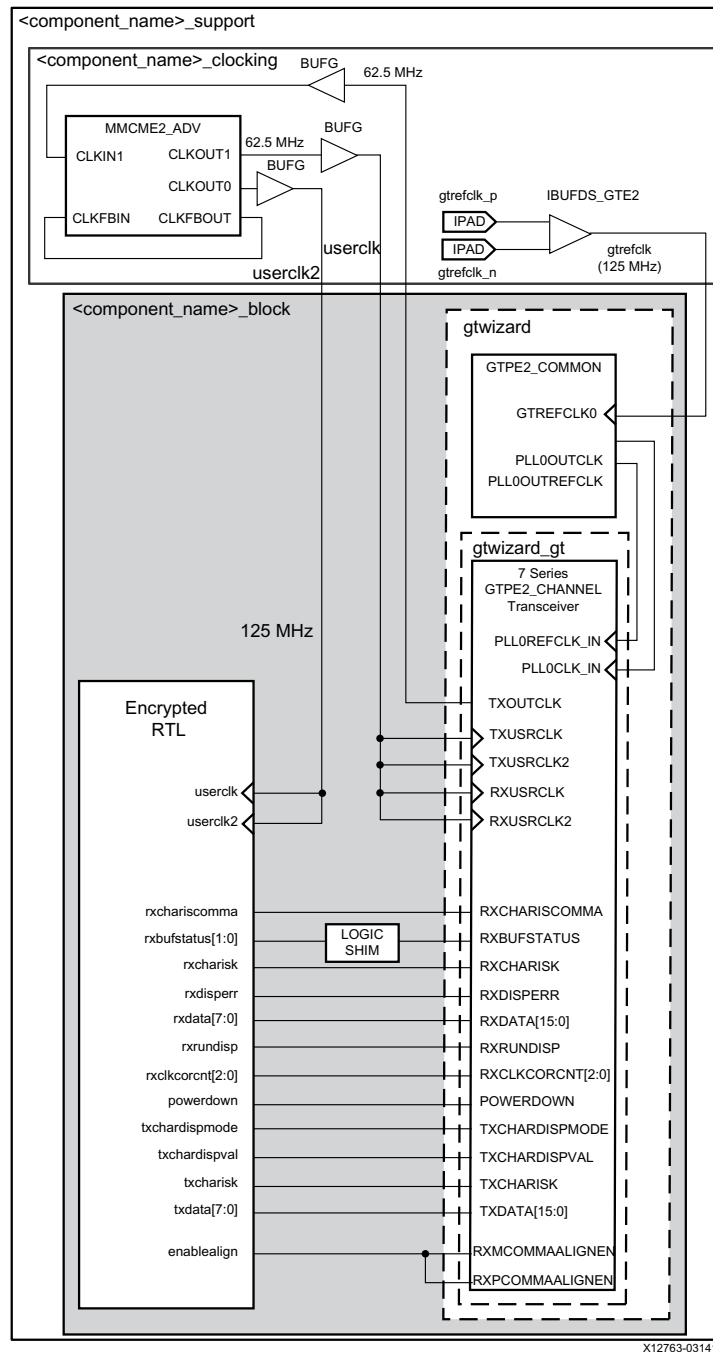 <component_name>_support
<component_name>_clocking
BUFG
62.5 MHz
MMCME2_ADV
CLKIN1
CLKOUT1
62.5 MHz
BUFG
CLKOUT0
BUFG
CLKFBIN
CLKFBOUT
userclk
userclk2
gtrefclk_p
IBUFDS_GTE2
IPAD
IPAD
gtrefclk_n
gtrefclk
(125 MHz)
<component_name>_block
gtwizard
GTPE2_COMMON
GTREFCLK0
PLL0OUTCLK
PLL0OUTREFCLK
gtwizard_gt
7 Series
GTPE2_CHANNEL
Transceiver
PLL0REFCLK_IN
PLL0CLK_IN
125 MHz
Encrypted
RTL
TXOUTCLK
TXUSRCLK
TXUSRCLK2
userclk
RXUSRCLK
userclk2
RXUSRCLK2
rxchariscomma
RXCHARISCOMMA
rxbufstatus[1:0]
LOGIC
SHIM
RXBUFSTATUS
rxcharisk
RXCHARISK
rxdisperr
RXDISPERR
rxdata[7:0]
RXDATA[15:0]
rxrundisp
RXRUNDISP
rxclkcorcnt[2:0]
RXCLKCORCNT[2:0]
powerdown
POWERDOWN
txchardispmode
TXCHARDISPMODE
txchardispval
TXCHARDISPVAL
txcharisk
TXCHARISK
txdata[7:0]
TXDATA[15:0]
enablealign
RXMCOMMAALIGNEN
RXPCOMMAALIGNEN